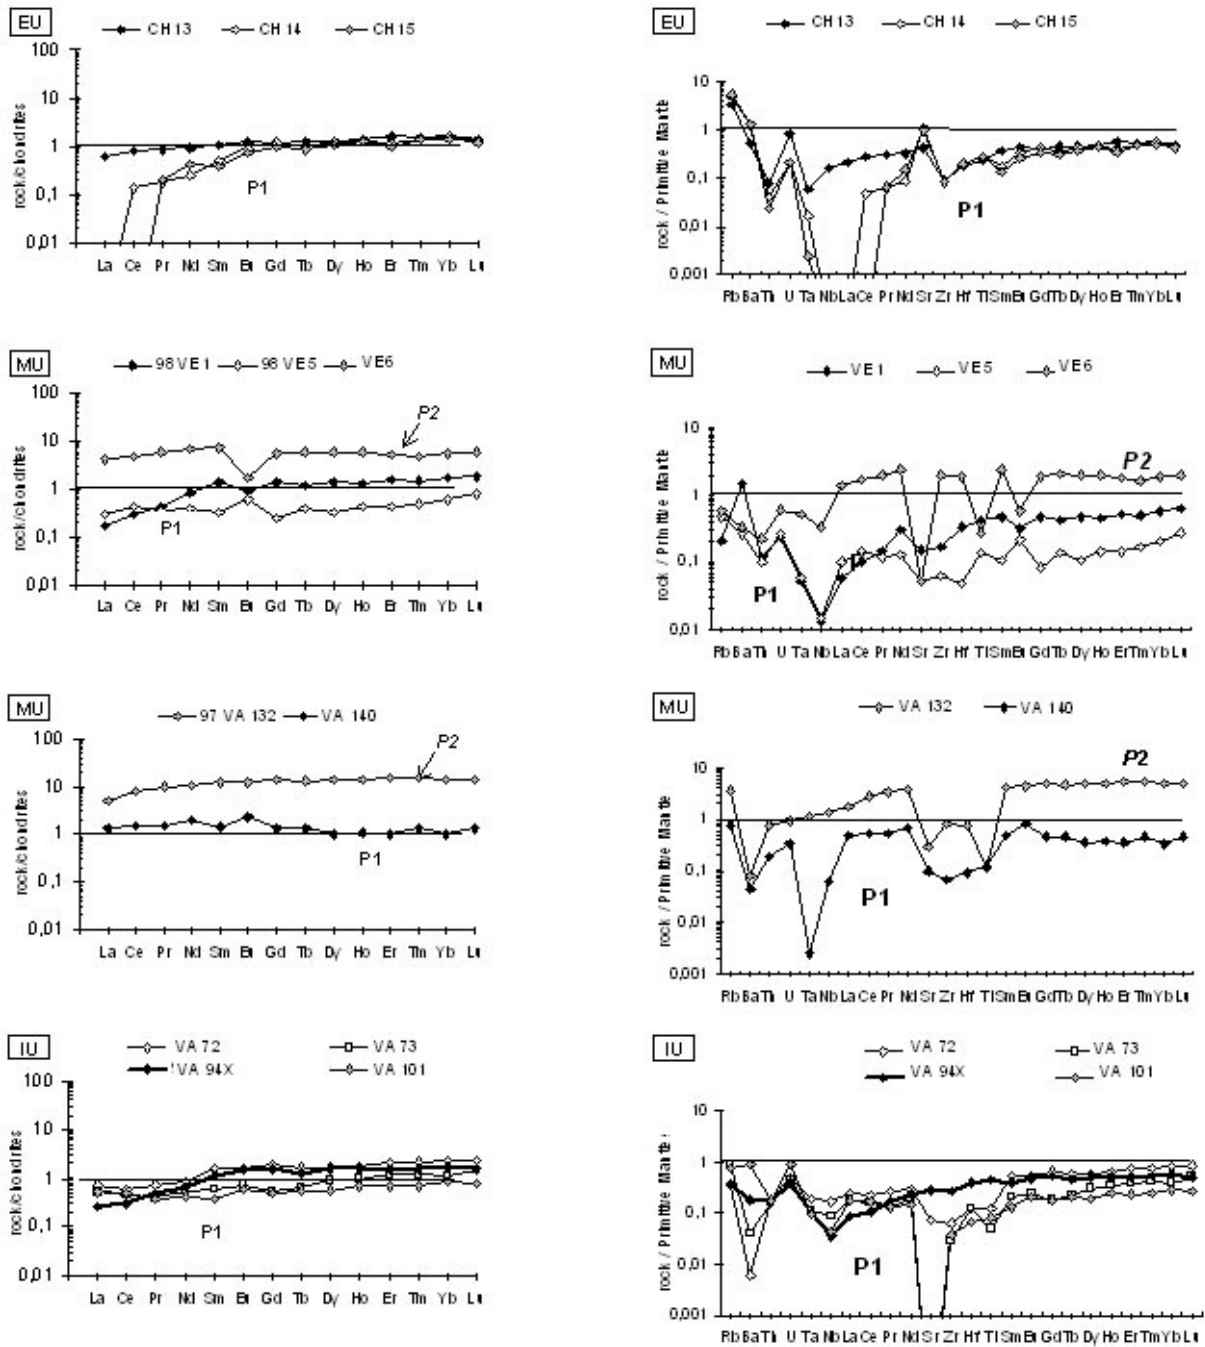 EU
CH 13 CH 14 CH 15
100
10
1
0,1
0,01
rock/chondrites
P1
La Ce Pr Nd Sm Eu Gd Tb Dy Ho Er Tm Yb Lu
EU
CH 13 CH 14 CH 15
10
1
0,1
0,01
0,001
rock / Primitive Mante
P1
Rb Ba Th U Ta Nb La Ce Pr Nd Sr Zr Hf Ti Sm Eu Gd Tb Dy Ho Er Tm Yb Lu
MU
98 VE 1 98 VE 5 VE6
100
10
1
0,1
0,01
rock/chondrites
P2
P1
La Ce Pr Nd Sm Eu Gd Tb Dy Ho Er Tm Yb Lu
MU
VE 1 VE 5 VE 6
10
1
0,1
0,01
rock / Primitive Mante
P2
P1
Rb Ba Th U Ta Nb La Ce Pr Nd Sr Zr Hf Ti Sm Eu Gd Tb Dy Ho Er Tm Yb Lu
MU
97 VA 132 VA 140
100
10
1
0,1
0,01
rock/chondrites
P2
P1
La Ce Pr Nd Sm Eu Gd Tb Dy Ho Er Tm Yb Lu
MU
VA 132 VA 140
10
1
0,1
0,01
0,001
rock / Primitive Mante
P2
P1
Rb Ba Th U Ta Nb La Ce Pr Nd Sr Zr Hf Ti Sm Eu Gd Tb Dy Ho Er Tm Yb Lu
IU
VA 72 VA 73
VA 94X VA 101
100
10
1
0,1
0,01
rock/chondrites
P1
La Ce Pr Nd Sm Eu Gd Tb Dy Ho Er Tm Yb Lu
IU
VA 72 VA 73
VA 94X VA 101
10
1
0,1
0,01
0,001
rock / Primitive Mante
P1
Rb Ba Th U Ta Nb La Ce Pr Nd Sr Zr Hf Ti Sm Eu Gd Tb Dy Ho Er Tm Yb Lu